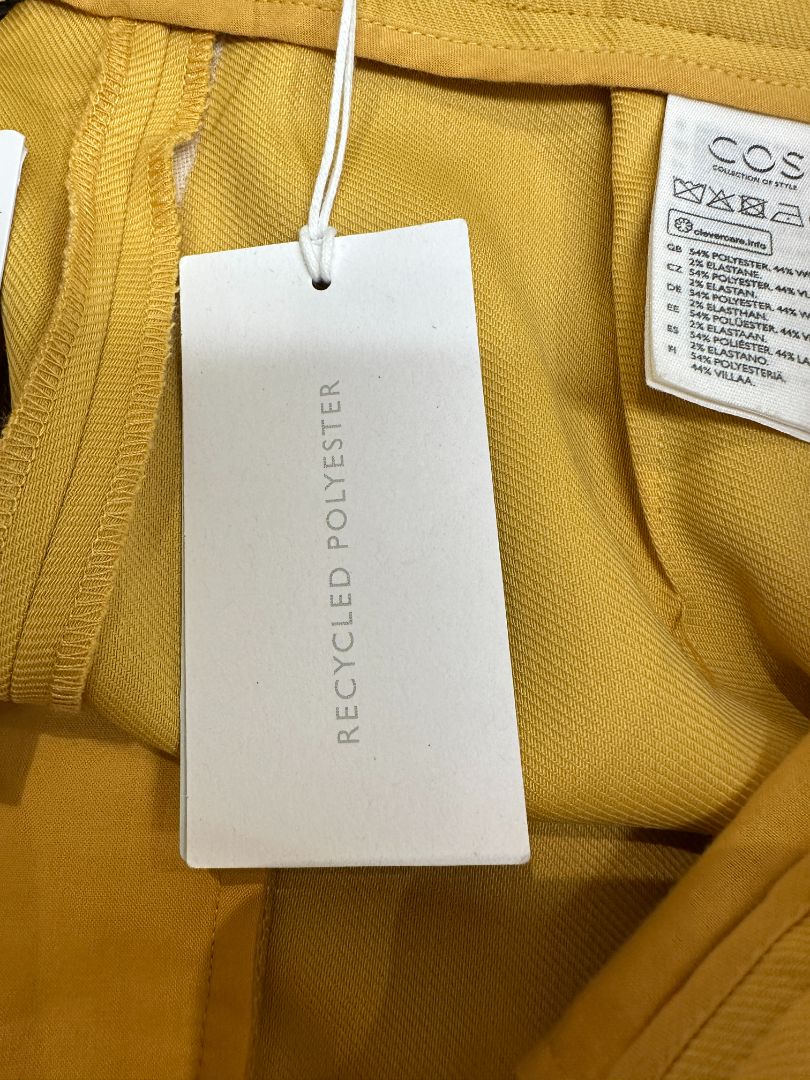 RECYCLED POLYESTER
COS
COLLECTION OF STYLE
clevercare.info
GB 54% POLYESTER. 44%
2% ELASTANE.
CZ 54% POLYESTER. 44%
2% ELASTAN.
DE 54% POLYESTER. 44%
2% ELASTHAN.
EE 54% POLÜESTER. 44%
2% ELASTAAN.
ES 54% POLIÉSTER. 44% LA
2% ELASTANO.
FI 54% POLYESTERIÄ.
44% VILLAA.